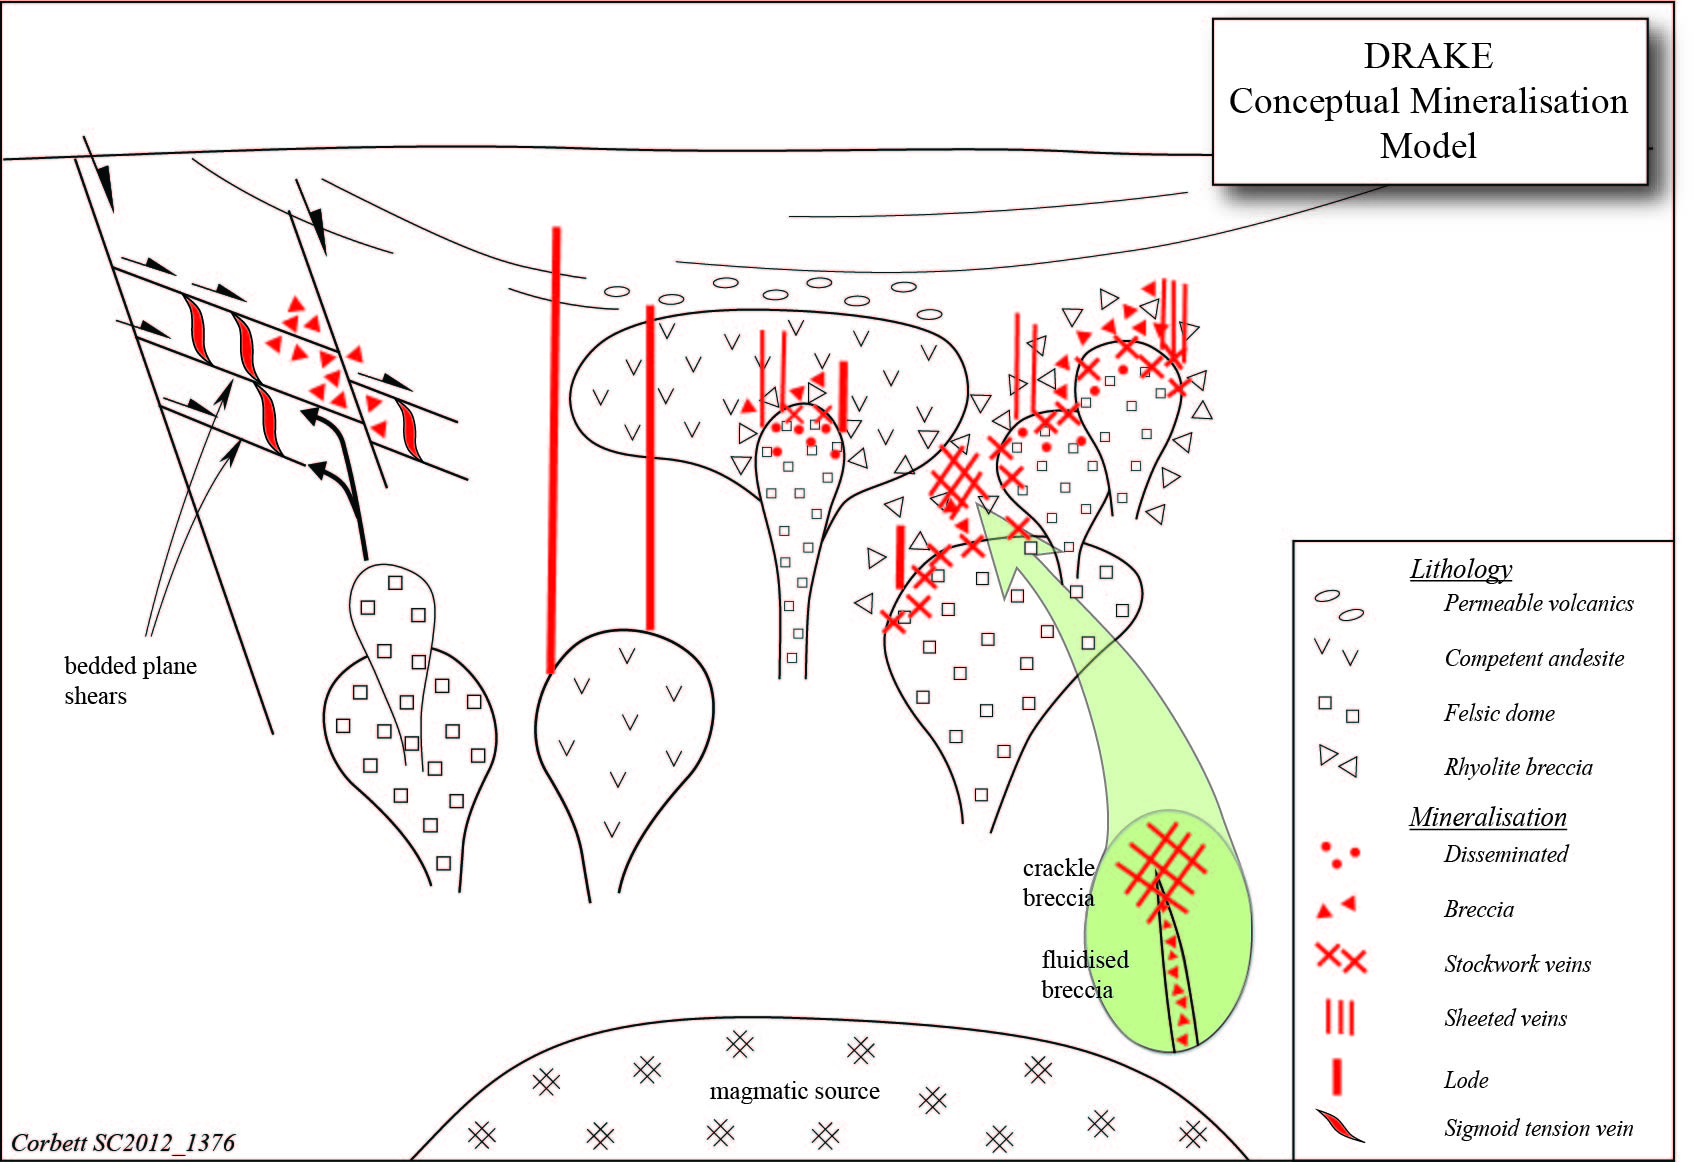 DRAKE
Conceptual Mineralisation
Model
bedded plane
shears
crackle
breccia
fluidised
breccia
magmatic source
Lithology
Permeable volcanics
Competent andesite
Felsic dome
Rhyolite breccia
Mineralisation
Disseminated
Breccia
Stockwork veins
Sheeted veins
Lode
Sigmoid tension vein
Corbett SC2012_1376